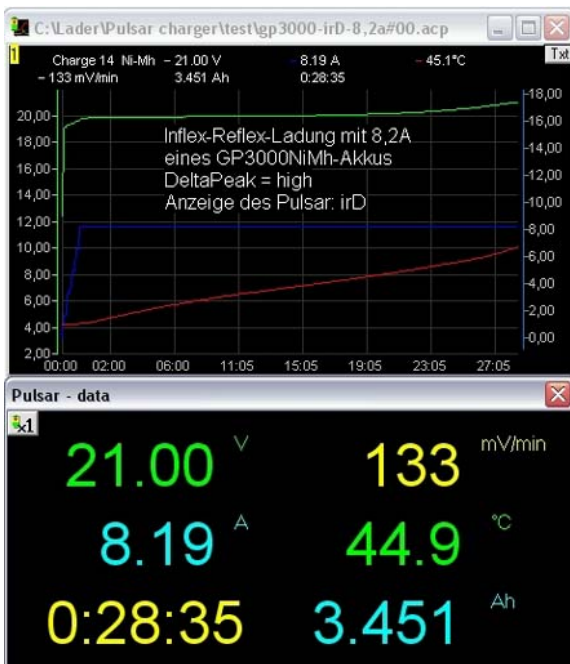 C:\Lader/Pulsar charger\test\gp3000-irD-8,2a#00.acp
1 Charge 14 Ni-Mh – 21.00 V – 8.19 A – 45.1°C Txt
– 133 mV/min 3.451 Ah 0:28:35
20,00
18,00
16,00
14,00
12,00
10,00
8,00
6,00
4,00
2,00
Inflex-Reflex-Ladung mit 8,2A
eines GP3000NiMh-Akkus
DeltaPeak = high
Anzeige des Pulsar: irD
18,00
16,00
14,00
12,00
10,00
8,00
6,00
4,00
2,00
0,00
00:00 02:00 06:00 11:05 15:05 19:05 23:05 27:05
Pulsar - data
x1
21.00 V 133 mV/min
8.19 A 44.9 °C
0:28:35 3.451 Ah